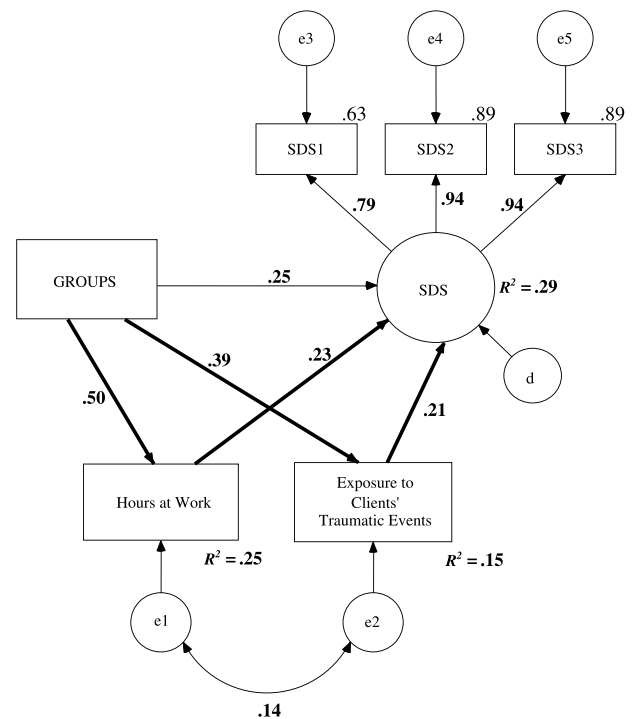 e3
e4
e5
.63
.89
.89
SDS1
SDS2
SDS3
.79
.94
.94
GROUPS
.25
SDS
R² = .29
.39
.23
d
.50
.21
Hours at Work
Exposure to
Clients'
Traumatic Events
R² = .25
R² = .15
e1
e2
.14